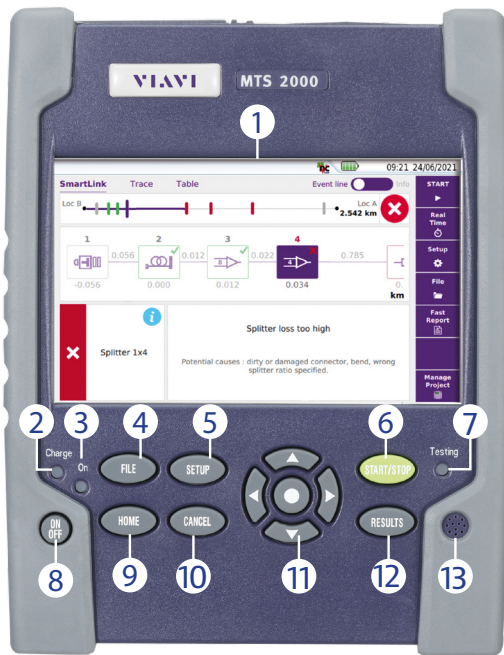 VIAVI
MTS 2000
1
09:21 24/06/2021
SmartLink Trace Table Event line Info
START
Loc B
Loc A
2.542 km
Real
Time
1 2 3 4
Setup
0.056 0.012 0.022 0.785
-0.056 0.000 0.012 0.034 0.
km
File
Fast
Report
Splitter 1x4
Splitter loss too high
Potential causes : dirty or damaged connector, bend, wrong
splitter ratio specified.
Manage
Project
2 3 4 5 6 7
Charge
On
FILE
SETUP
START/STOP
Testing
ON
OFF
HOME
CANCEL
RESULTS
8 9 10 11 12 13